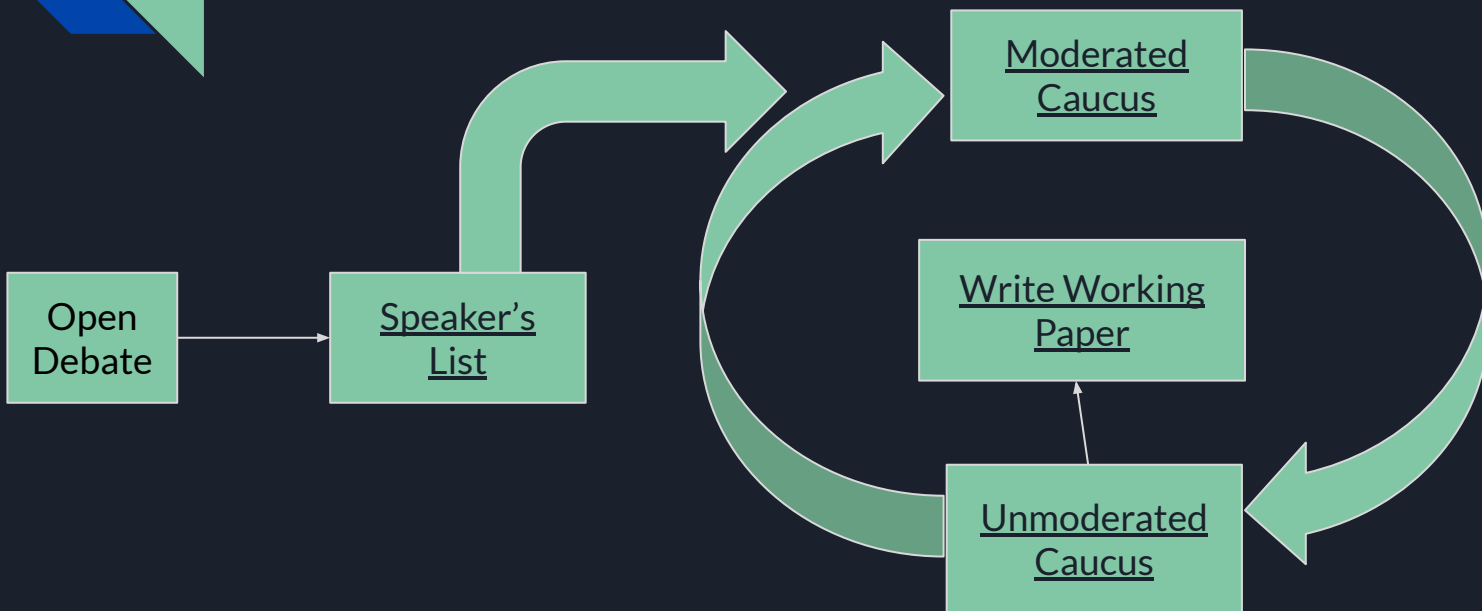 Open
Debate
Speaker’s
List
Moderated
Caucus
Write Working
Paper
Unmoderated
Caucus